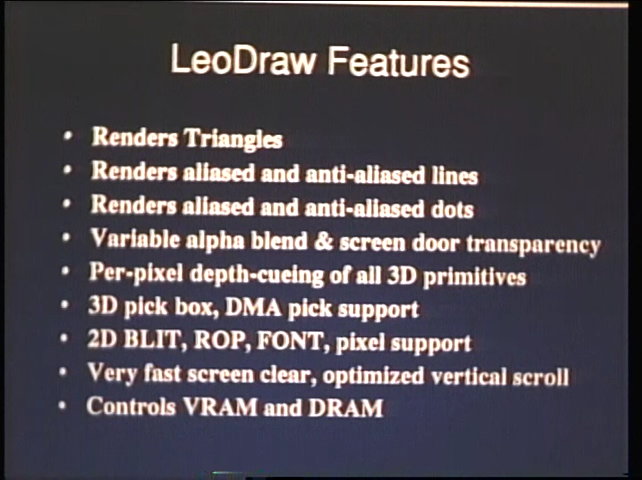 LeoDraw Features
• Renders Triangles
• Renders aliased and anti-aliased lines
• Renders aliased and anti-aliased dots
• Variable alpha blend & screen door transparency
• Per-pixel depth-cueing of all 3D primitives
• 3D pick box, DMA pick support
• 2D BLIT, ROP, FONT, pixel support
• Very fast screen clear, optimized vertical scroll
• Controls VRAM and DRAM